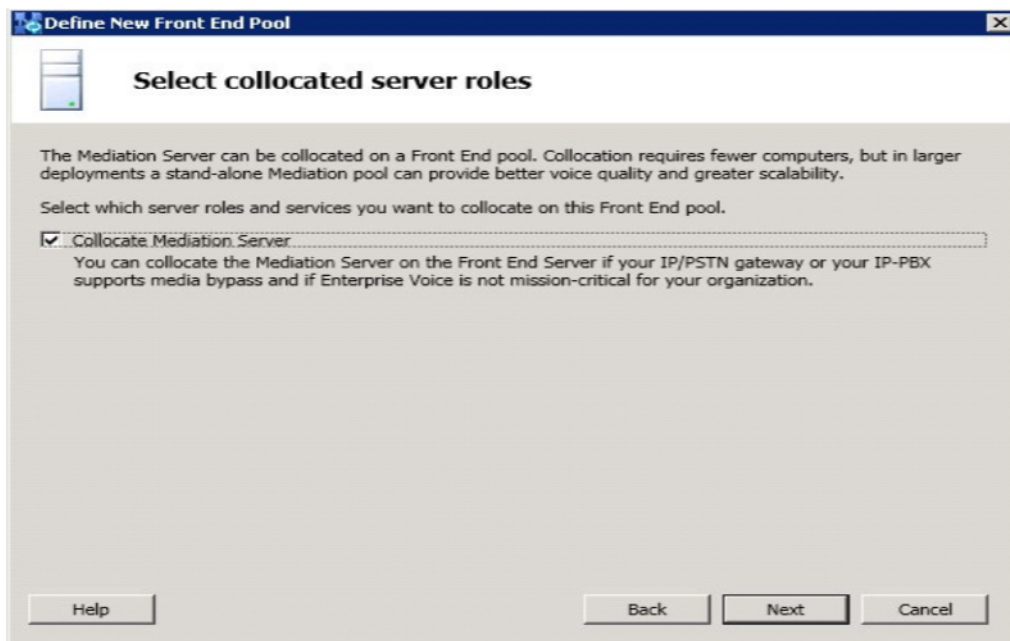 Define New Front End Pool
Select collocated server roles
The Mediation Server can be collocated on a Front End pool. Collocation requires fewer computers, but in larger
deployments a stand-alone Mediation pool can provide better voice quality and greater scalability.
Select which server roles and services you want to collocate on this Front End pool.
Collocate Mediation Server
You can collocate the Mediation Server on the Front End Server if your IP/PSTN gateway or your IP-PBX
supports media bypass and if Enterprise Voice is not mission-critical for your organization.
Help
Back
Next
Cancel